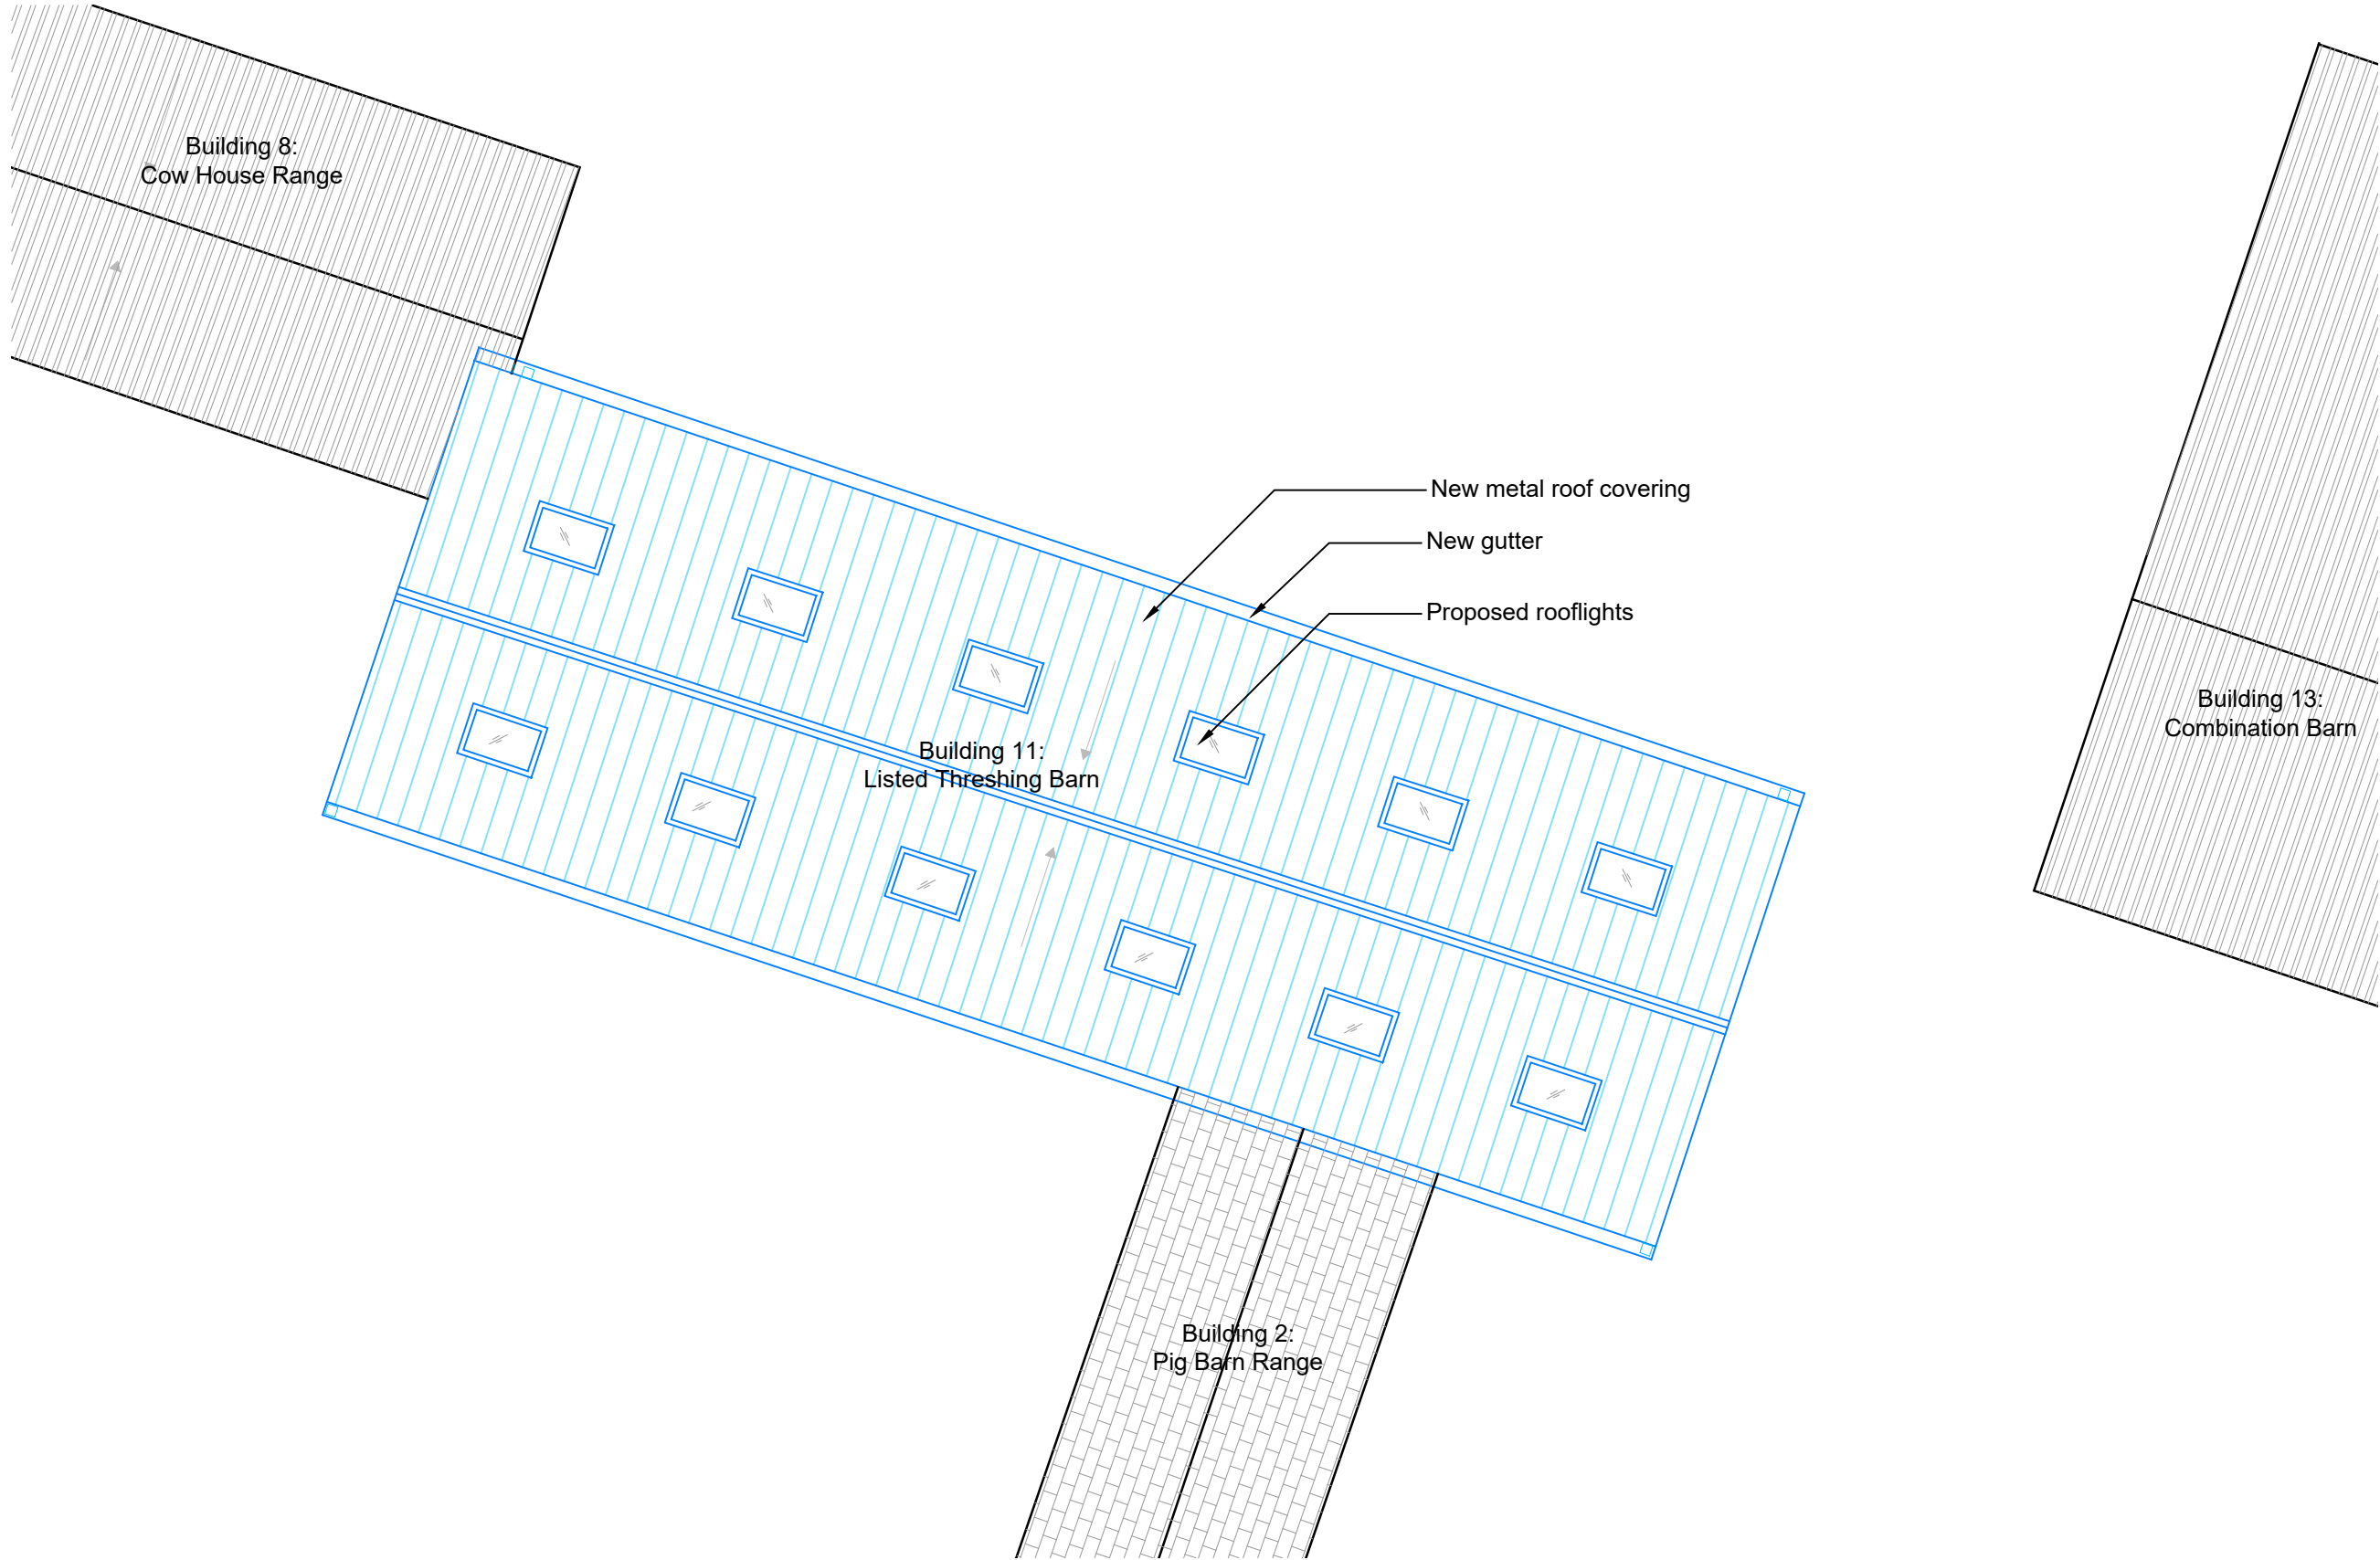 Building 8:
Cow House Range
New metal roof covering
New gutter
Proposed rooflights
Building 13:
Combination Barn
Building 11:
Listed Threshing Barn
Building 2:
Pig Barn Range